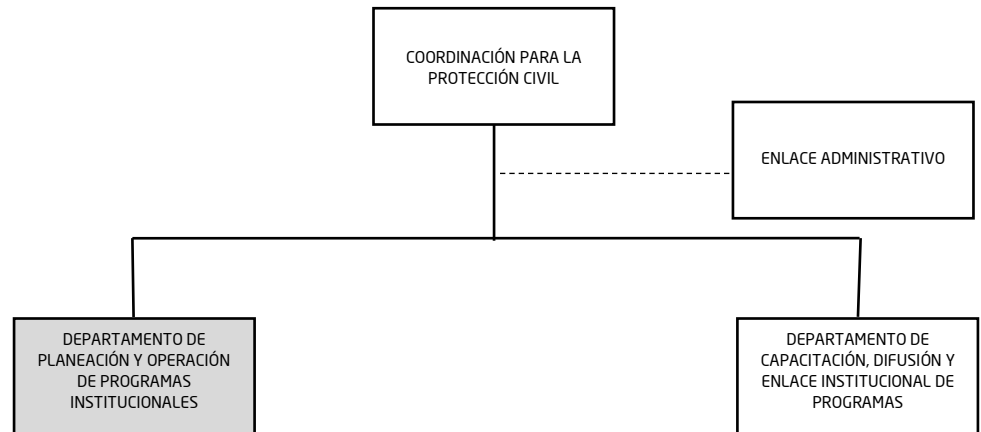 COORDINACIÓN PARA LA
PROTECCIÓN CIVIL
ENLACE ADMINISTRATIVO
DEPARTAMENTO DE
PLANEACIÓN Y OPERACIÓN
DE PROGRAMAS
INSTITUCIONALES
DEPARTAMENTO DE
CAPACITACIÓN, DIFUSIÓN Y
ENLACE INSTITUCIONAL DE
PROGRAMAS